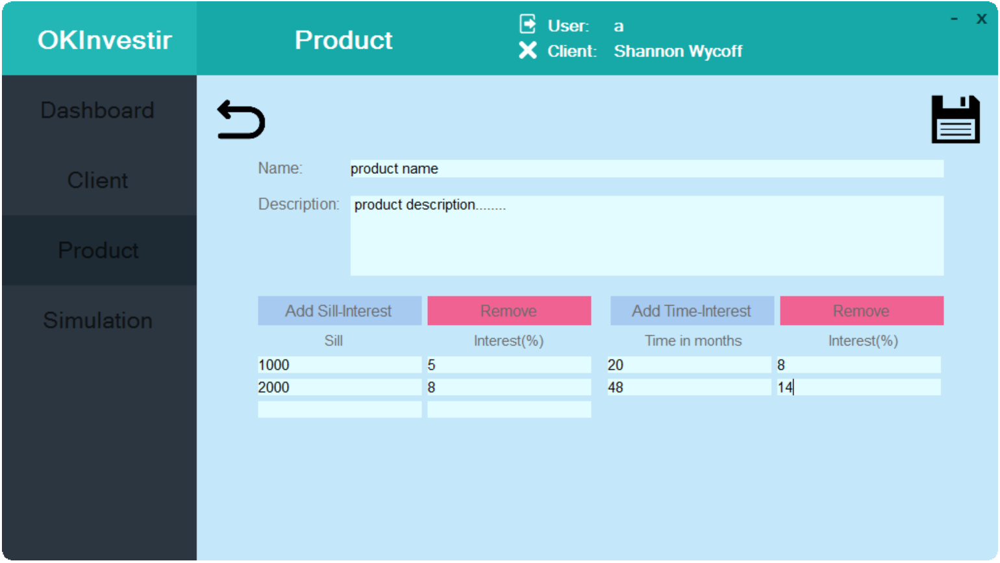 OKInvestir
Product
User: a
Client: Shannon Wycoff
- x
Dashboard
Client
Product
Simulation
Name: product name
Description: product description........
Add Sill-Interest Remove Add Time-Interest Remove
Sill Interest(%) Time in months Interest(%)
1000 5 20 8
2000 8 48 14